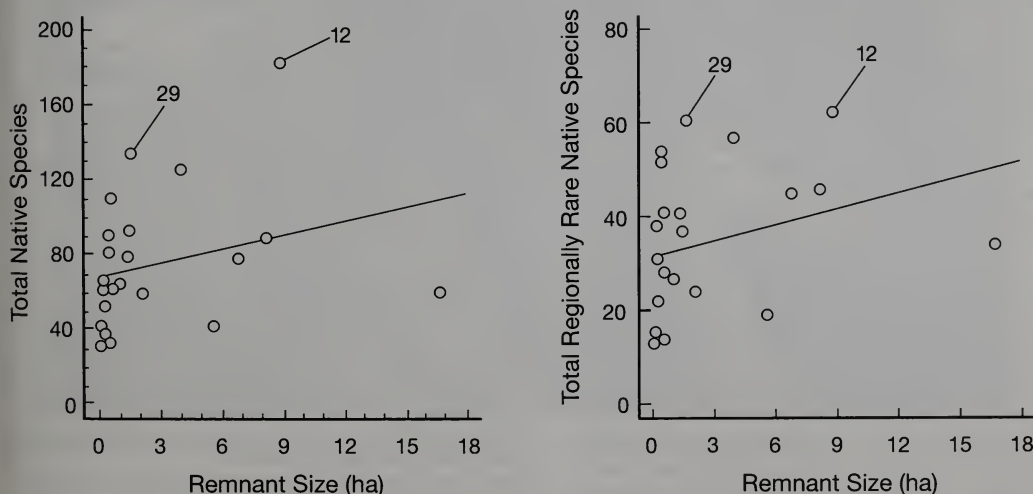 Total Native Species
200
160
120
80
40
0
0 3 6 9 12 15 18
Remnant Size (ha)
29
12
Total Regionally Rare Native Species
80
60
40
20
0
0 3 6 9 12 15 18
Remnant Size (ha)
29
12